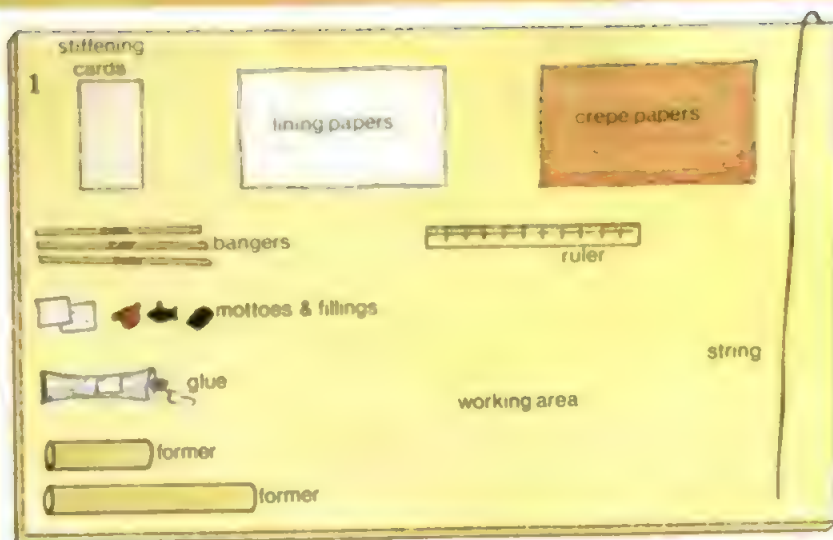 stiffening
cards
1
lining papers
crepe papers
bangers
ruler
mottoes & fillings
string
glue
working area
former
former